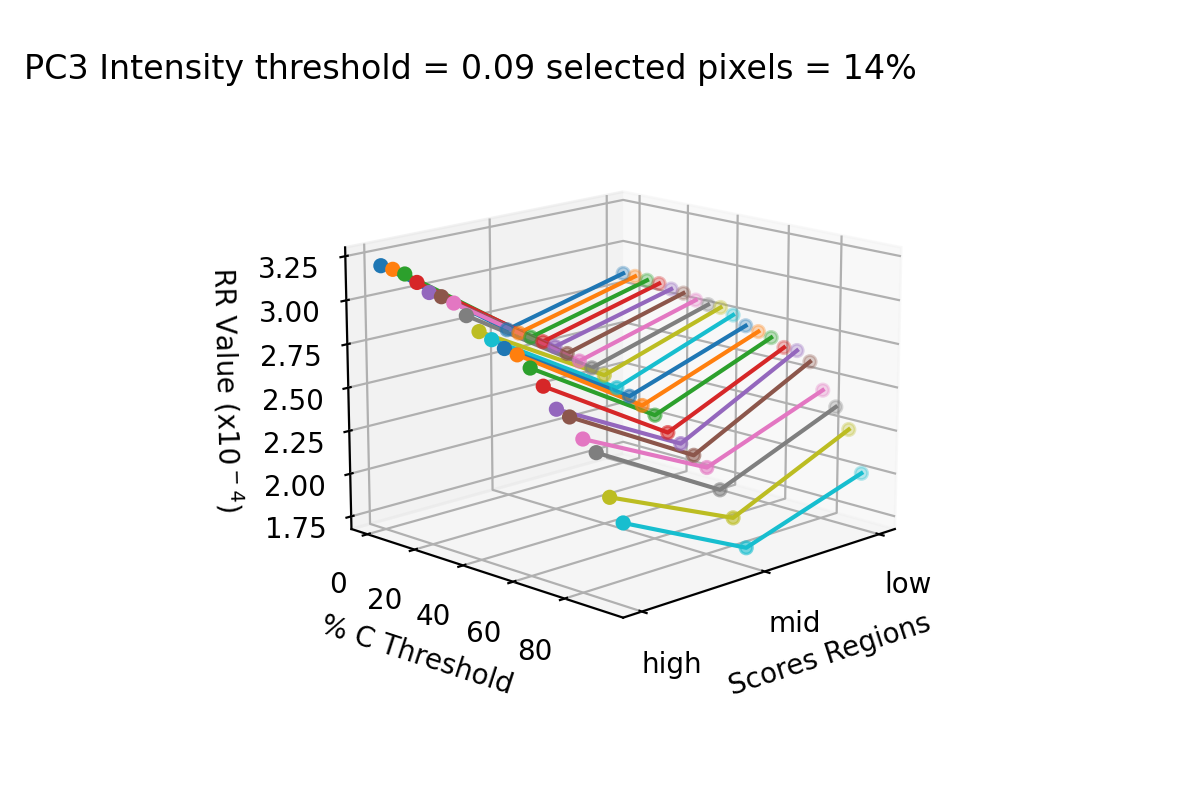 PC3 Intensity threshold = 0.09 selected pixels = 14%
RR Value (x10⁻⁴)
3.25
3.00
2.75
2.50
2.25
2.00
1.75
0
20
40
60
80
% C Threshold
high
mid
low
Scores Regions